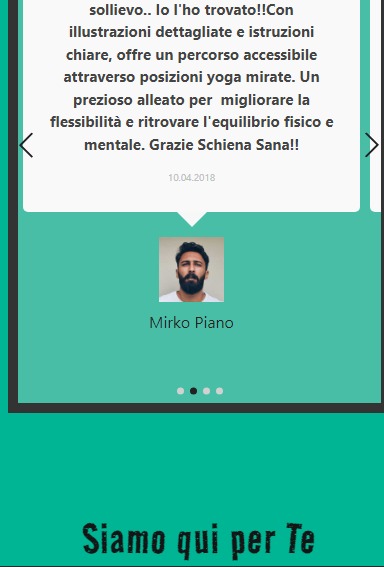 sollievo.. Io l'ho trovato!!Con
illustrazioni dettagliate e istruzioni
chiare, offre un percorso accessibile
attraverso posizioni yoga mirate. Un
prezioso alleato per  migliorare la
flessibilità e ritrovare l'equilibrio fisico e
mentale. Grazie Schiena Sana!!
10.04.2018
Mirko Piano
Siamo qui per Te